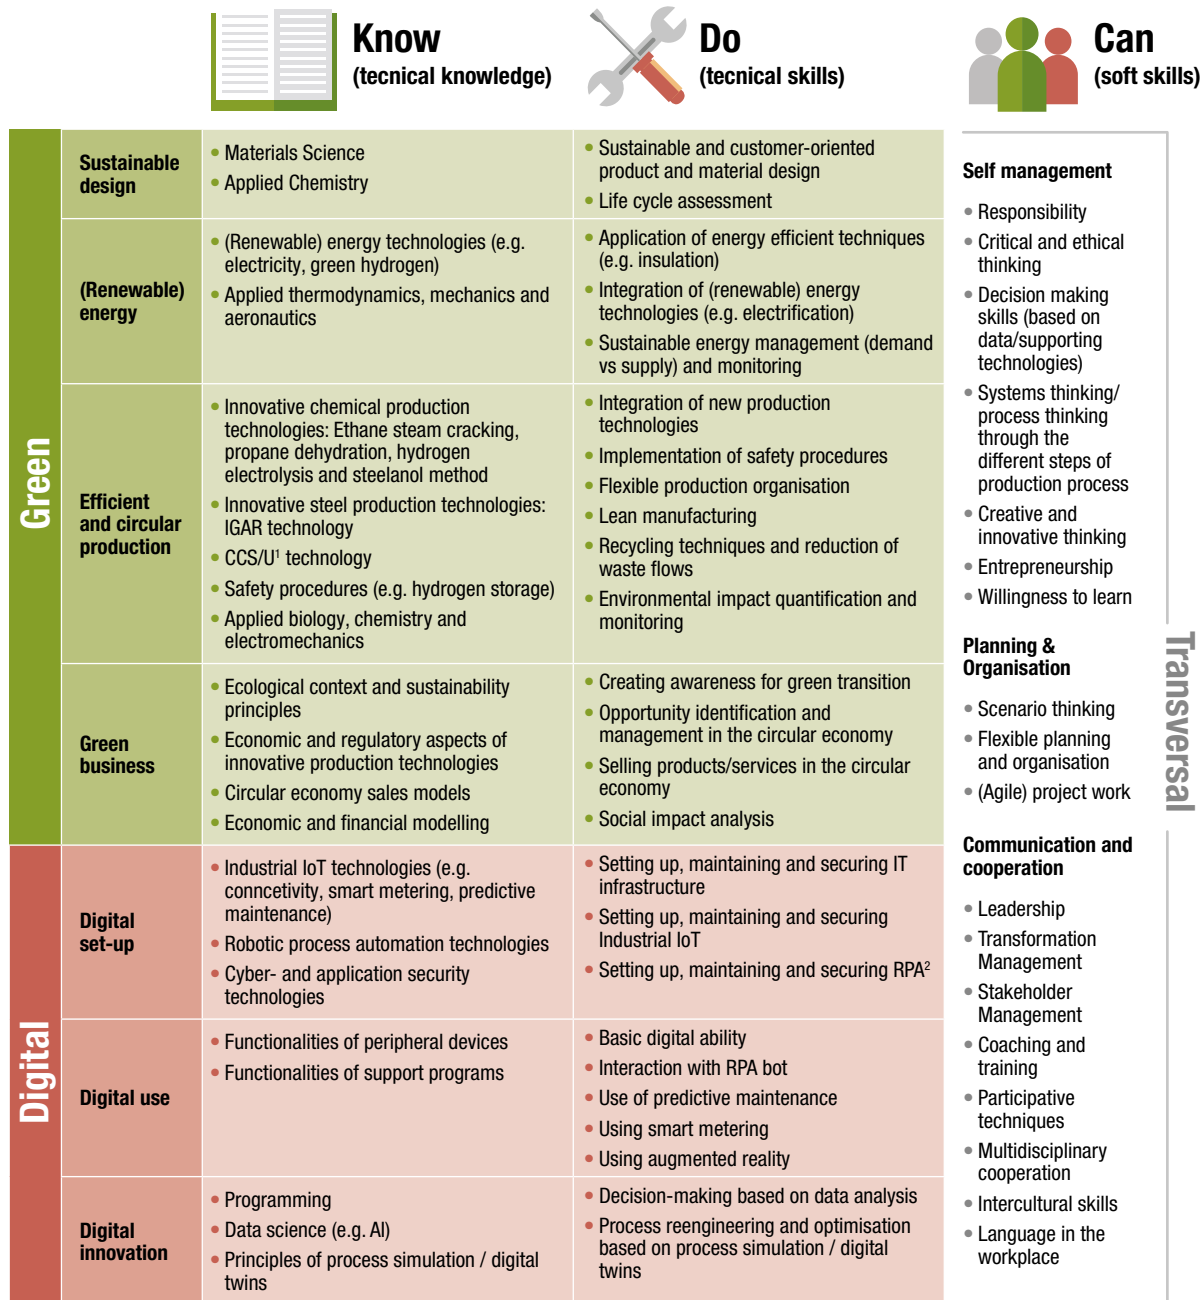 Know
(tecnical knowledge)
Do
(tecnical skills)
Can
(soft skills)
Green
Sustainable
design
• Materials Science
• Applied Chemistry
• Sustainable and customer-oriented
product and material design
• Life cycle assessment
(Renewable)
energy
• (Renewable) energy technologies (e.g.
electricity, green hydrogen)
• Applied thermodynamics, mechanics and
aeronautics
• Application of energy efficient techniques
(e.g. insulation)
• Integration of (renewable) energy
technologies (e.g. electrification)
• Sustainable energy management (demand
vs supply) and monitoring
Efficient
and circular
production
• Innovative chemical production
technologies: Ethane steam cracking,
propane dehydration, hydrogen
electrolysis and steelanol method
• Innovative steel production technologies:
IGAR technology
• CCS/U¹ technology
• Safety procedures (e.g. hydrogen storage)
• Applied biology, chemistry and
electromechanics
• Integration of new production
technologies
• Implementation of safety procedures
• Flexible production organisation
• Lean manufacturing
• Recycling techniques and reduction of
waste flows
• Environmental impact quantification and
monitoring
Green
business
• Ecological context and sustainability
principles
• Economic and regulatory aspects of
innovative production technologies
• Circular economy sales models
• Economic and financial modelling
• Creating awareness for green transition
• Opportunity identification and
management in the circular economy
• Selling products/services in the circular
economy
• Social impact analysis
Digital
Digital
set-up
• Industrial IoT technologies (e.g.
conncetivity, smart metering, predictive
maintenance)
• Robotic process automation technologies
• Cyber- and application security
technologies
• Setting up, maintaining and securing IT
infrastructure
• Setting up, maintaining and securing
Industrial IoT
• Setting up, maintaining and securing RPA²
Digital use
• Functionalities of peripheral devices
• Functionalities of support programs
• Basic digital ability
• Interaction with RPA bot
• Use of predictive maintenance
• Using smart metering
• Using augmented reality
Digital
innovation
• Programming
• Data science (e.g. AI)
• Principles of process simulation / digital
twins
• Decision-making based on data analysis
• Process reengineering and optimisation
based on process simulation / digital
twins
Self management
• Responsibility
• Critical and ethical
thinking
• Decision making
skills (based on
data/supporting
technologies)
• Systems thinking/
process thinking
through the
different steps of
production process
• Creative and
innovative thinking
• Entrepreneurship
• Willingness to learn
Planning &
Organisation
• Scenario thinking
• Flexible planning
and organisation
• (Agile) project work
Communication and
cooperation
• Leadership
• Transformation
Management
• Stakeholder
Management
• Coaching and
training
• Participative
techniques
• Multidisciplinary
cooperation
• Intercultural skills
• Language in the
workplace
Transversal